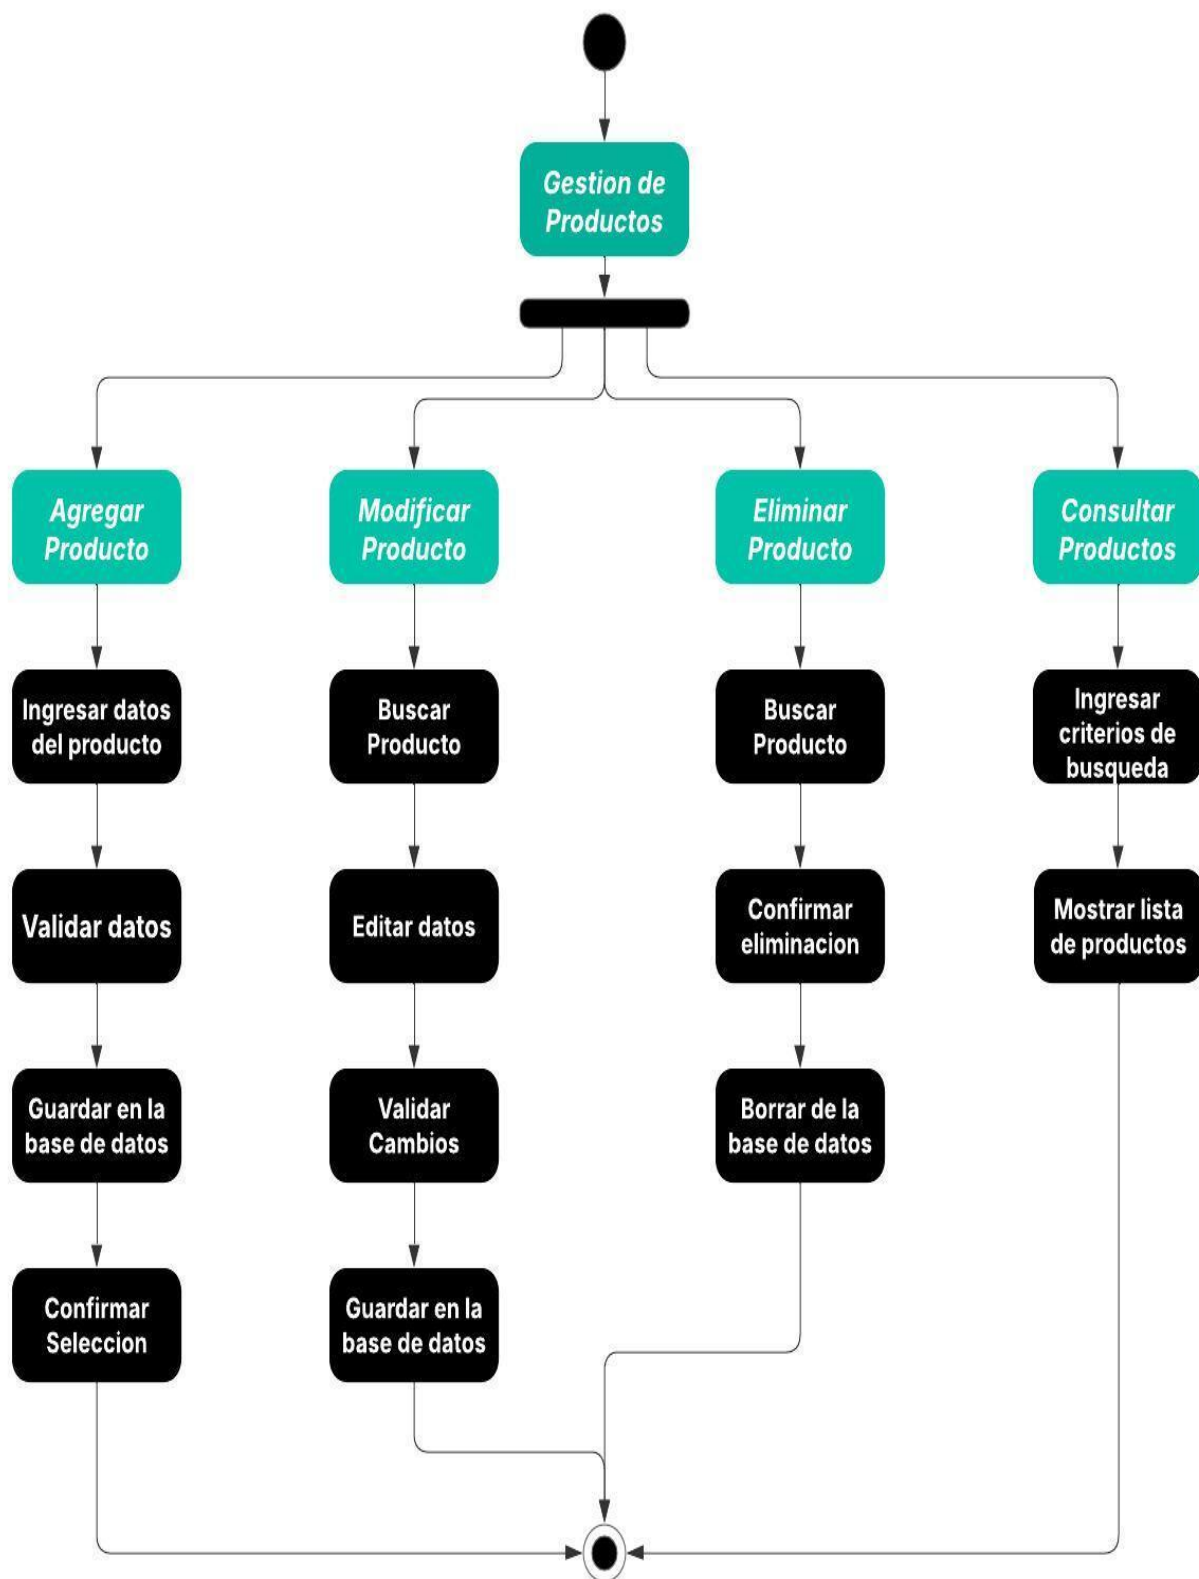 Gestion de
Productos
Agregar
Producto
Modificar
Producto
Eliminar
Producto
Consultar
Productos
Ingresar datos
del producto
Buscar
Producto
Buscar
Producto
Ingresar
criterios de
busqueda
Validar datos
Editar datos
Confirmar
eliminacion
Mostrar lista
de productos
Guardar en la
base de datos
Validar
Cambios
Borrar de la
base de datos
Confirmar
Seleccion
Guardar en la
base de datos